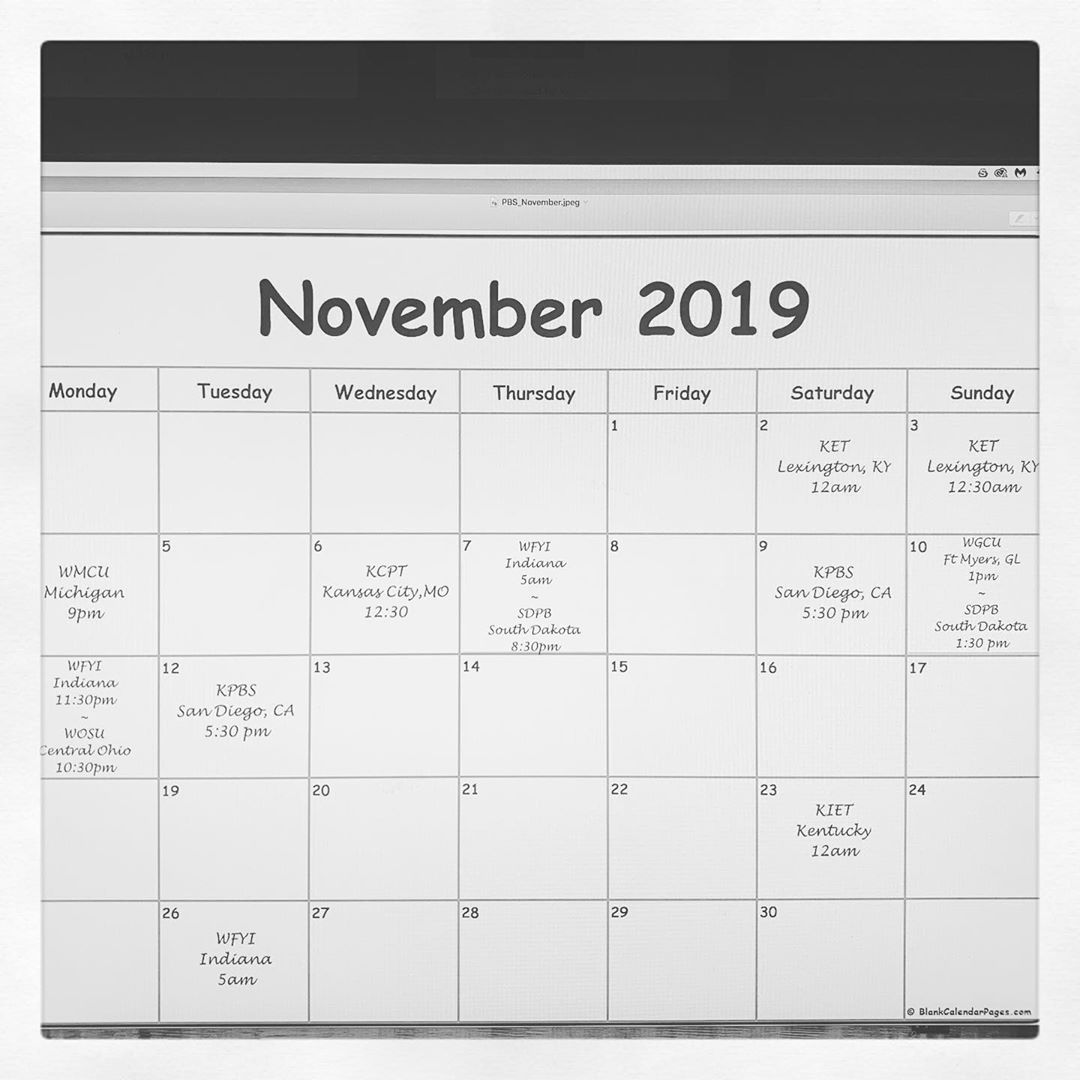 PBS_November.jpeg
November 2019
Monday Tuesday Wednesday Thursday Friday Saturday Sunday
1
2
KET
Lexington, KY
12am
3
KET
Lexington, KY
12:30am
WMCU
Michigan
9pm
5
6
KCPT
Kansas City,MO
12:30
7
WFYI
Indiana
5am
~
SDPB
South Dakota
8:30pm
8
9
KPBS
San Diego, CA
5:30 pm
10
WGCU
Ft Myers, GL
1pm
~
SDPB
South Dakota
1:30 pm
WFYI
Indiana
11:30pm
~
WOSU
Central Ohio
10:30pm
12
KPBS
San Diego, CA
5:30 pm
13
14
15
16
17
19
20
21
22
23
KIET
Kentucky
12am
24
26
WFYI
Indiana
5am
27
28
29
30
© BlankCalendarPages.com